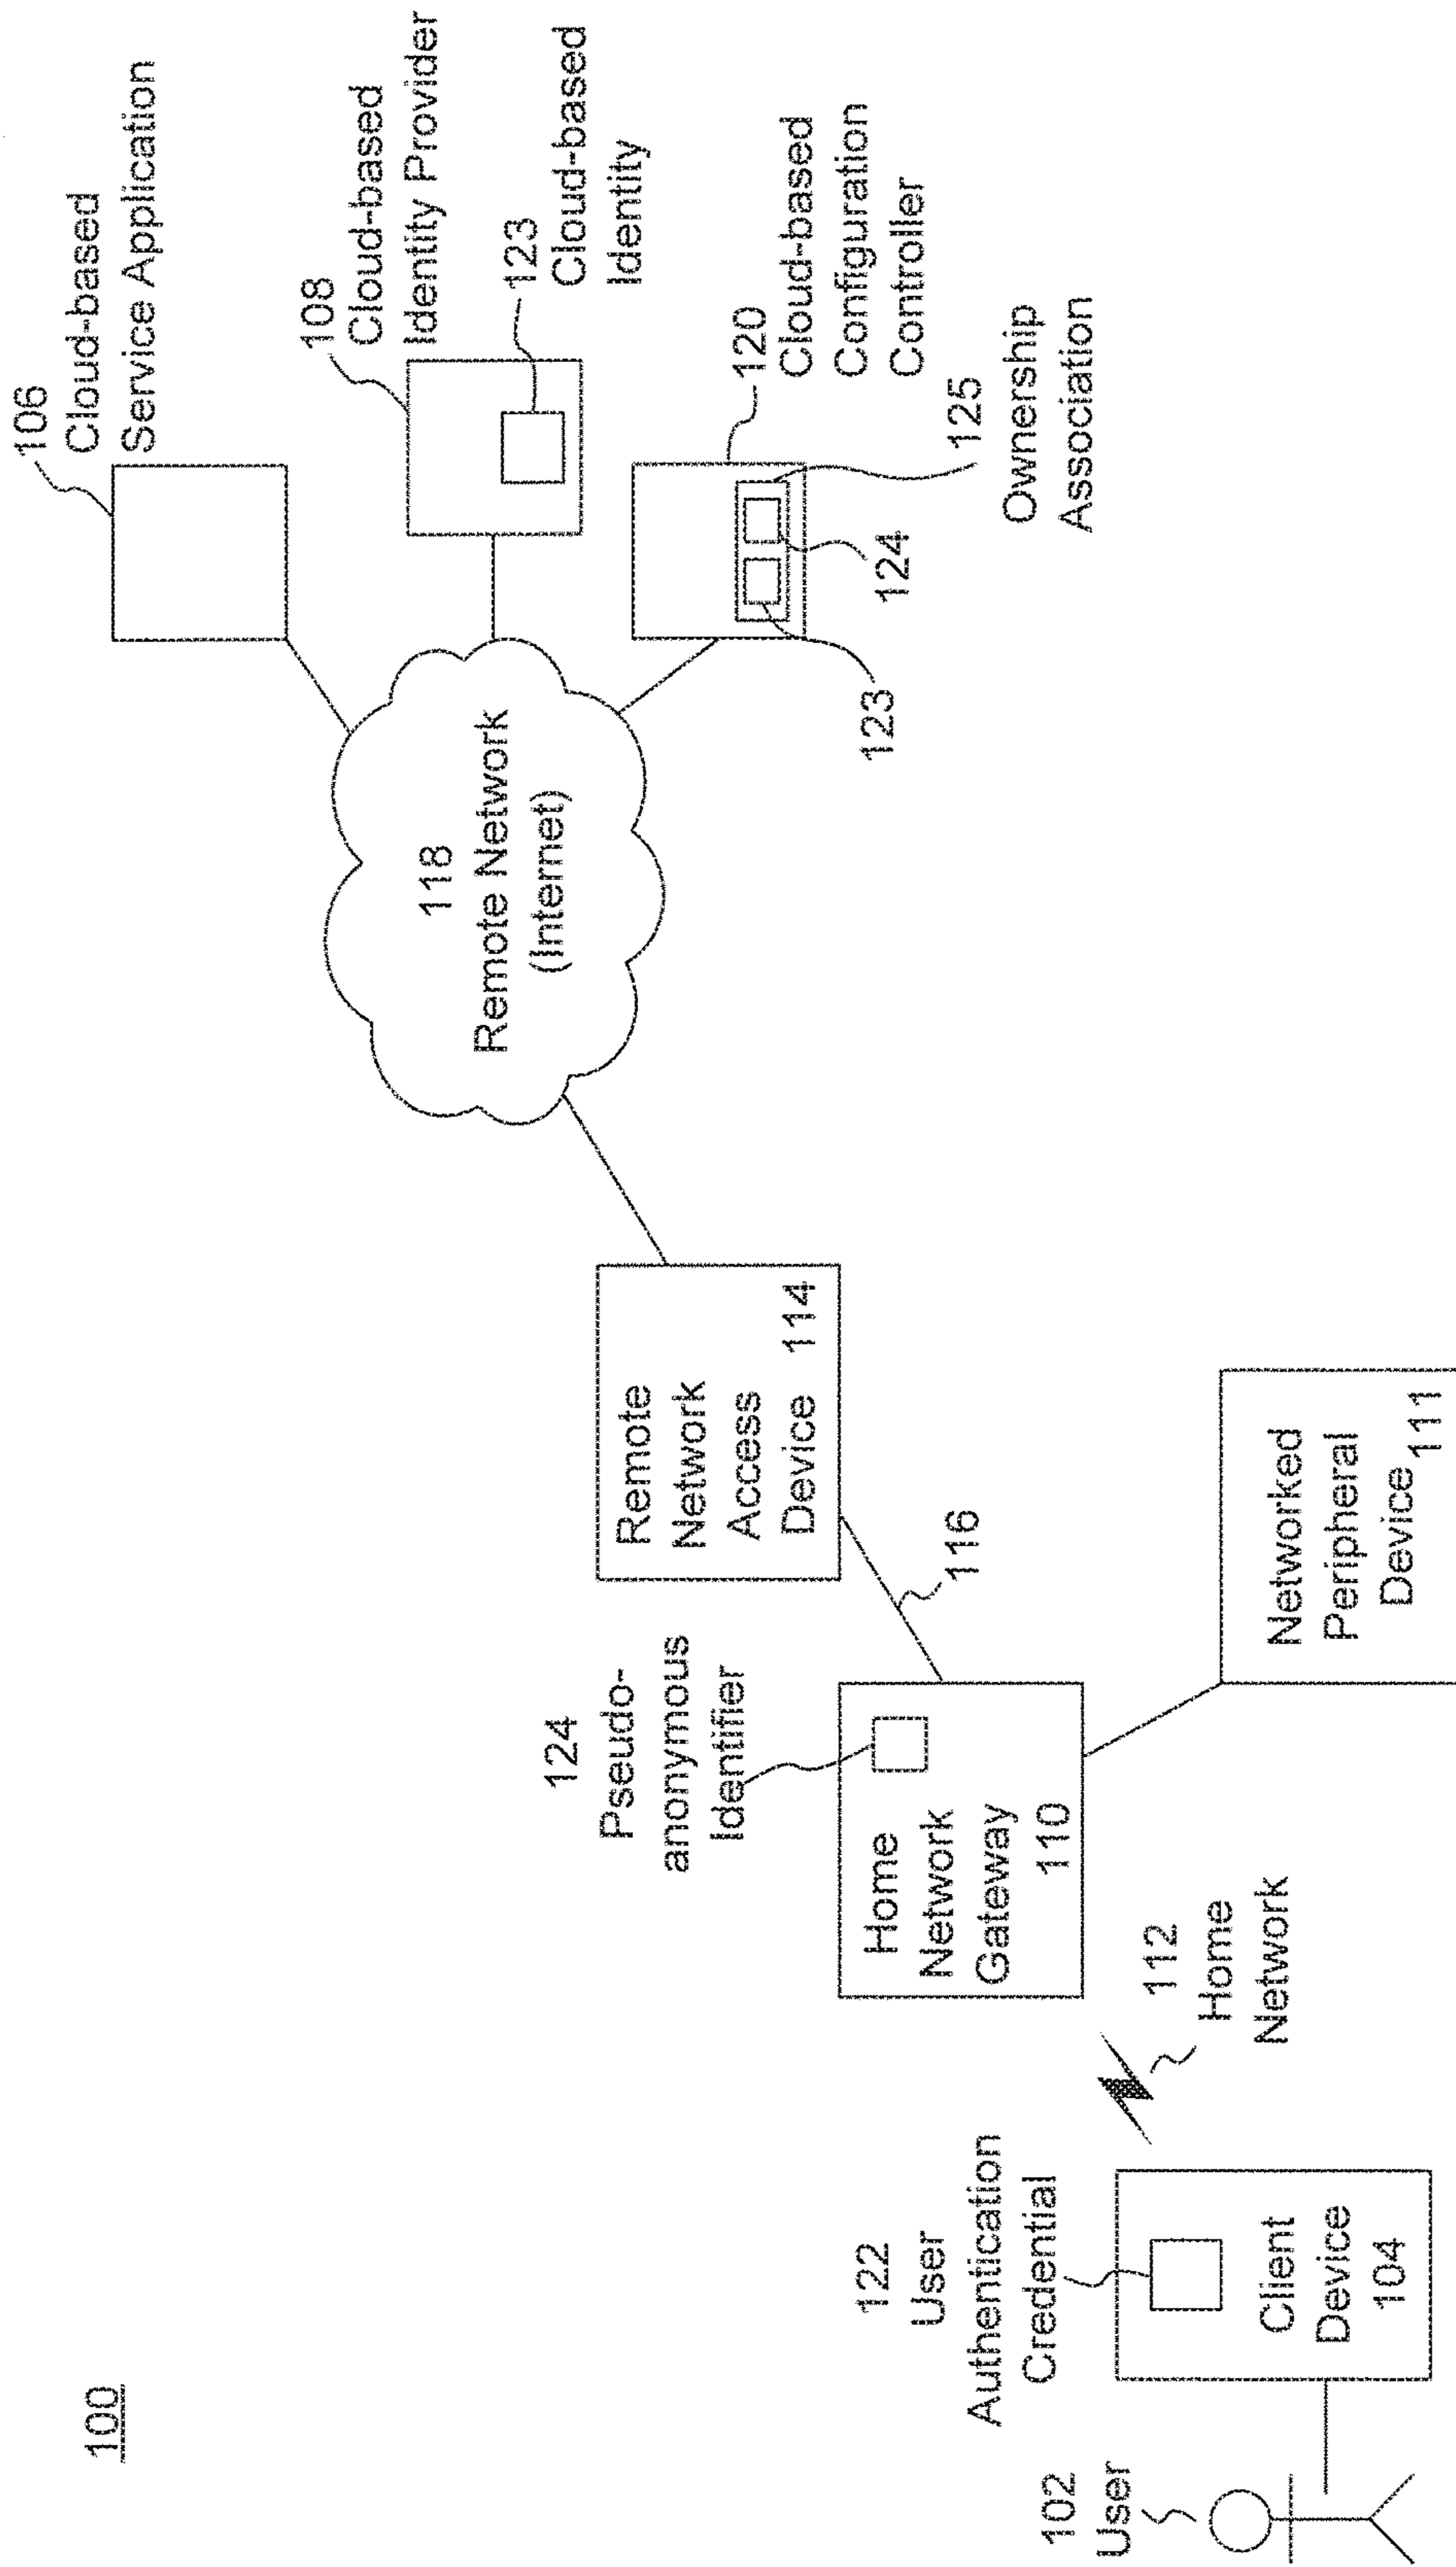 100
106
Cloud-based
Service Application
108
Cloud-based
Identity Provider
123
Cloud-based
Identity
118
Remote Network
(Internet)
120
Cloud-based
Configuration
Controller
125
Ownership
Association
124
123
Remote
Network
Access
Device 114
116
124
Pseudo-
anonymous
Identifier
Home
Network
Gateway
110
Networked
Peripheral
Device 111
112
Home
Network
122
User
Authentication
Credential
Client
Device
104
102
User